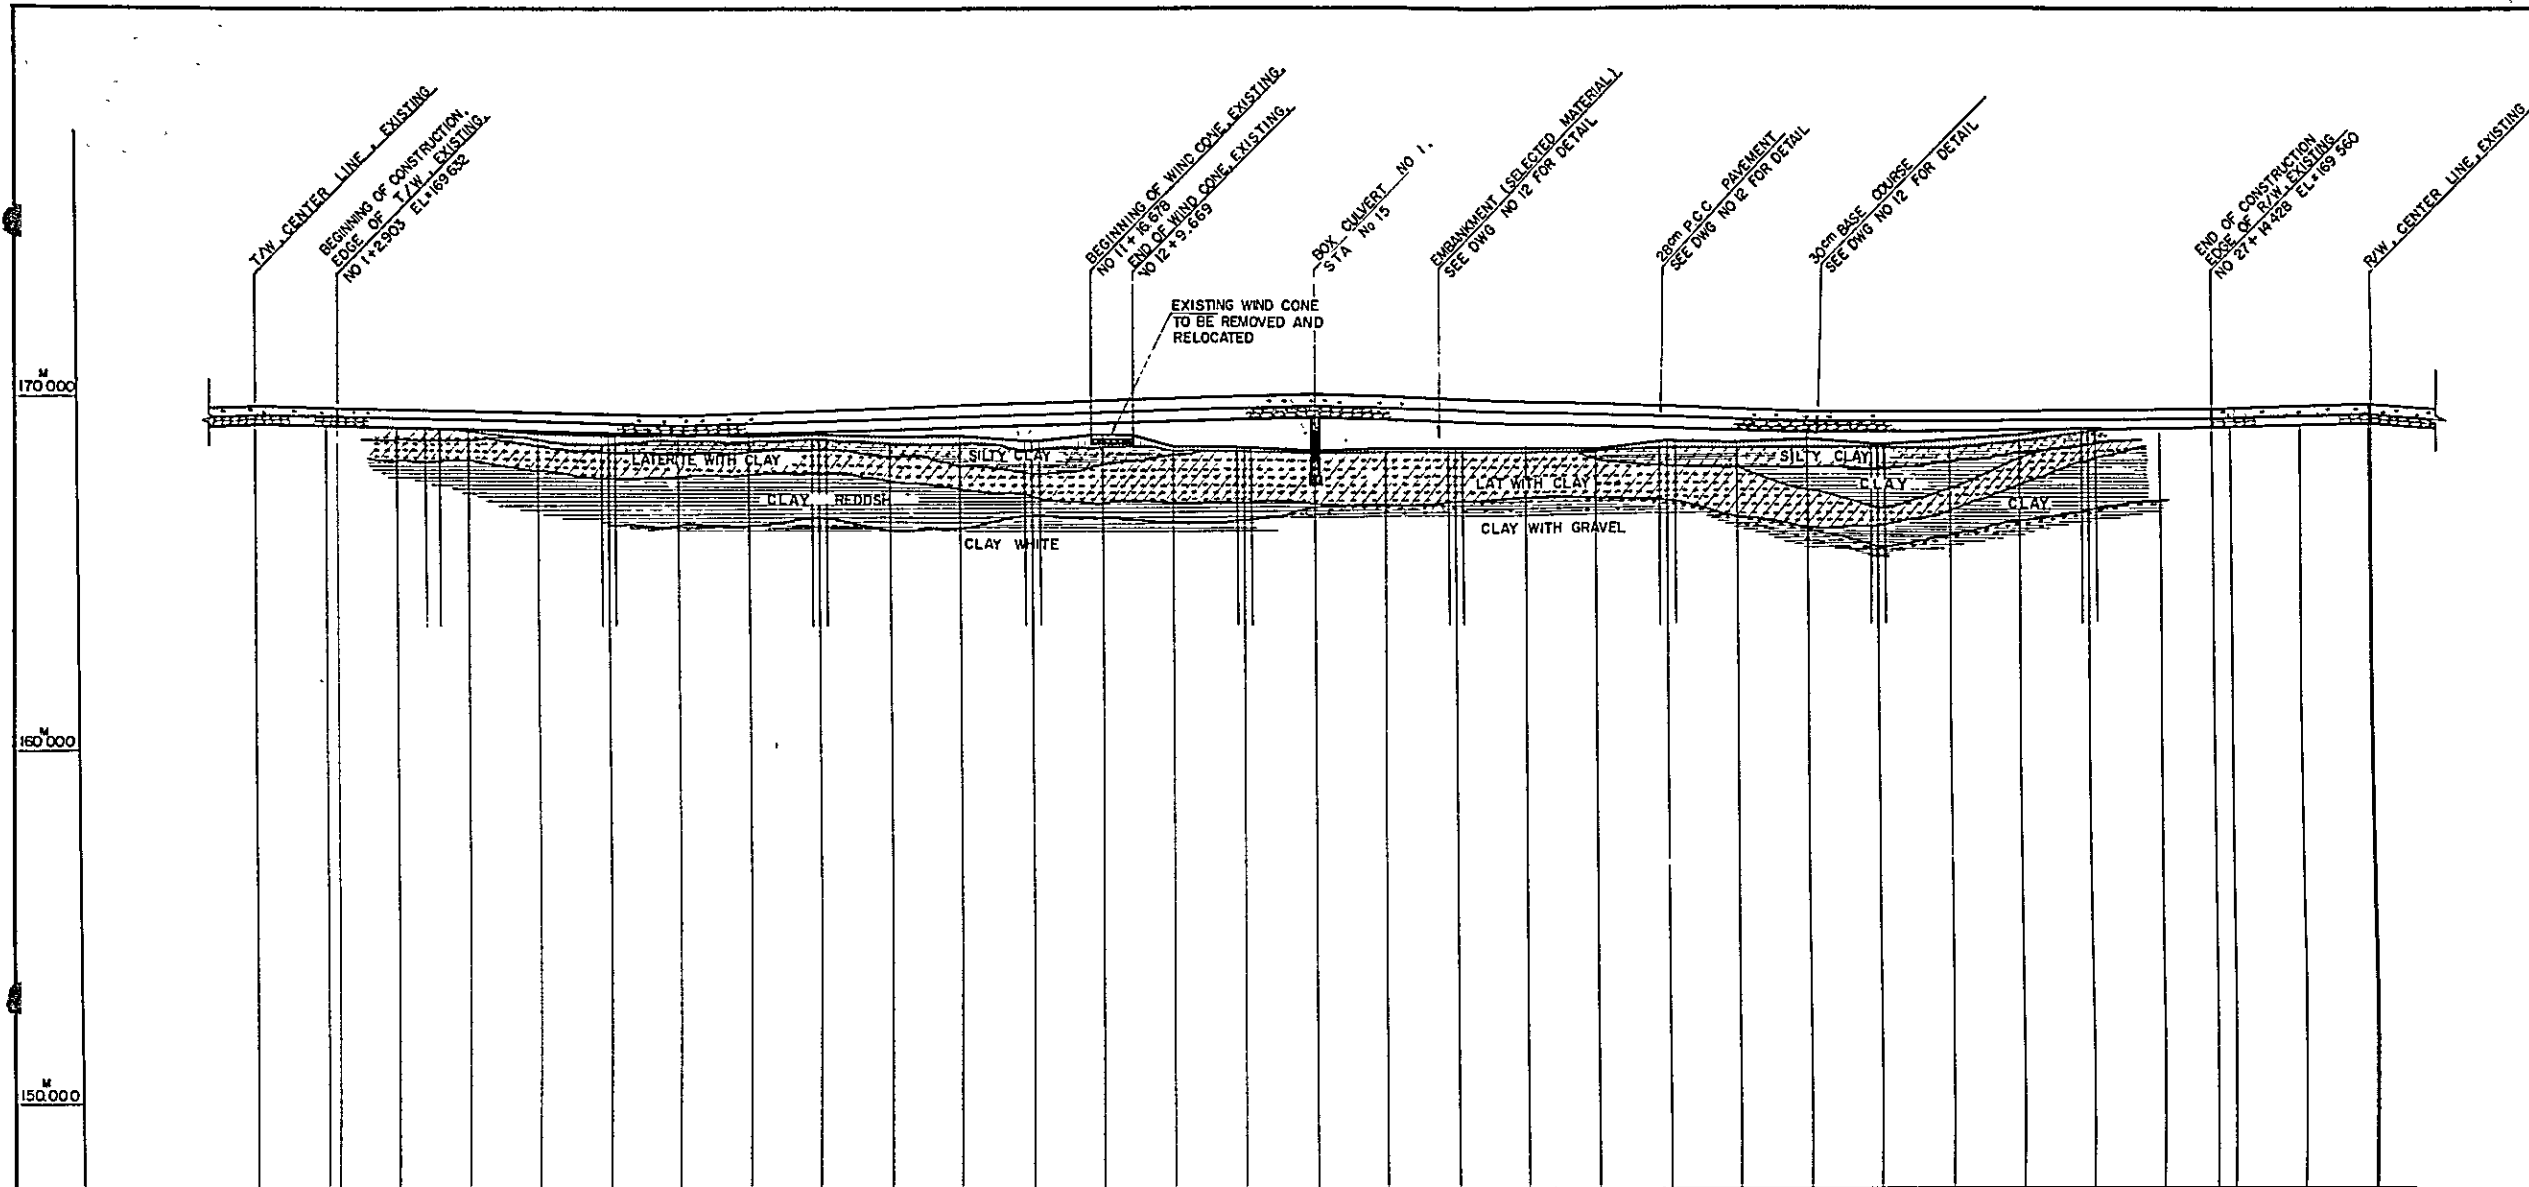 T/W, CENTER LINE, EXISTING
BEGINNING OF CONSTRUCTION.
EDGE OF T/W, EXISTING.
NO 1+2.903 EL=169 632
BEGINNING OF WIND CONE, EXISTING.
NO 11+16.678
END OF WIND CONE, EXISTING.
NO 12+9.669
EXISTING WIND CONE
TO BE REMOVED AND
RELOCATED
BOX CULVERT NO 1.
STA No 15
EMBANKMENT (SELECTED MATERIAL)
SEE DWG NO 12 FOR DETAIL
28cm P.C.C PAVEMENT
SEE DWG NO 12 FOR DETAIL
30cm BASE COURSE
SEE DWG NO 12 FOR DETAIL
END OF CONSTRUCTION
EDGE OF R/W, EXISTING
NO 27+14428 EL=169 560
R/W, CENTER LINE, EXISTING
M
170 000
LATERITE WITH CLAY
SILTY CLAY
SILTY CLAY
CLAY REDDSH
LAT WITH CLAY
CLAY
CLAY
CLAY WHITE
CLAY WITH GRAVEL
M
160 000
M
150.000